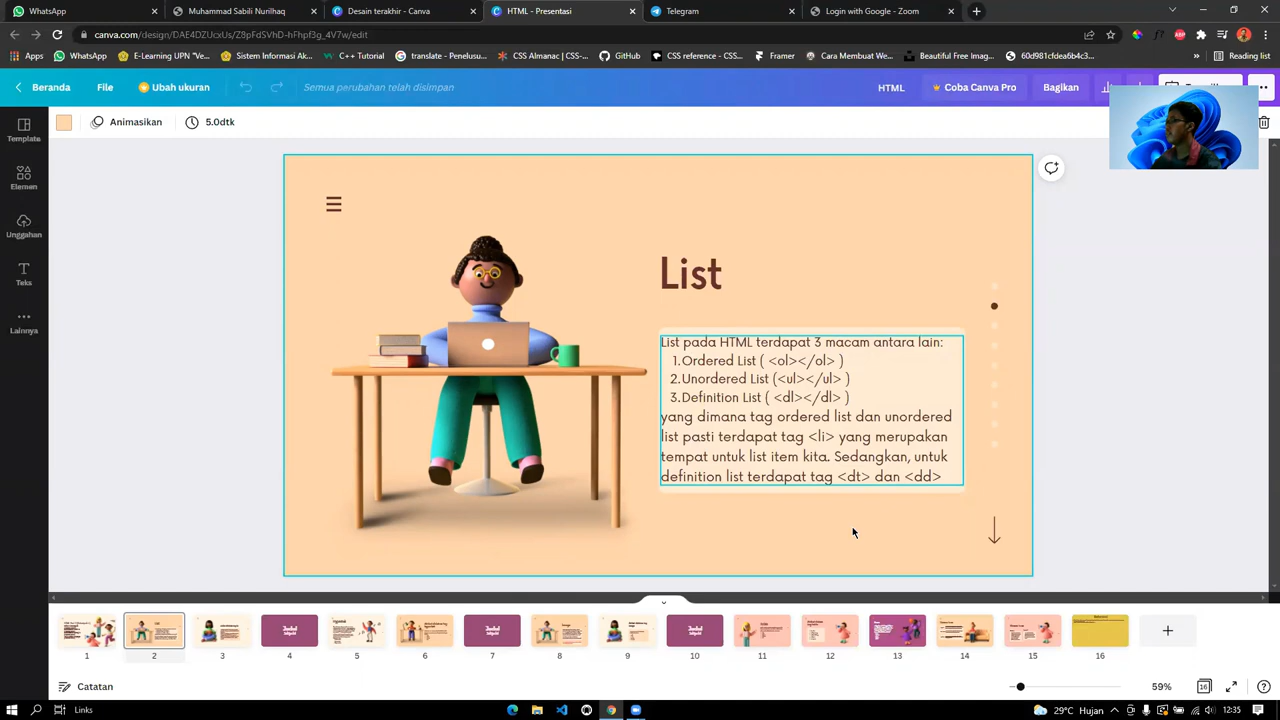 WhatsApp
Muhammad Sabili Nurilhaq
Desain terakhir - Canva
HTML - Presentasi
Telegram
Login with Google - Zoom
canva.com/design/DAE4DZUcxUs/Z8pFdSVhD-hFhpf3g_4V7w/edit
Apps
WhatsApp
E-Learning UPN "Ve...
Sistem Informasi Ak...
C++ Tutorial
translate - Penelusu...
CSS Almanac | CSS-...
GitHub
CSS reference - CSS...
Framer
Cara Membuat We...
Beautiful Free Imag...
60d981cfdea6b4c3...
Reading list
Beranda
File
Ubah ukuran
Semua perubahan telah disimpan
HTML
Coba Canva Pro
Bagikan
Animasikan
5.0dtk
Template
Elemen
Unggahan
Teks
Lainnya
List
List pada HTML terdapat 3 macam antara lain:
1.Ordered List ( <ol></ol> )
2.Unordered List (<ul></ul> )
3.Definition List ( <dl></dl> )
yang dimana tag ordered list dan unordered
list pasti terdapat tag <li> yang merupakan
tempat untuk list item kita. Sedangkan, untuk
definition list terdapat tag <dt> dan <dd>
1
2
3
4
5
6
7
8
9
10
11
12
13
14
15
16
Catatan
59%
16
Links
29°C Hujan
12:35